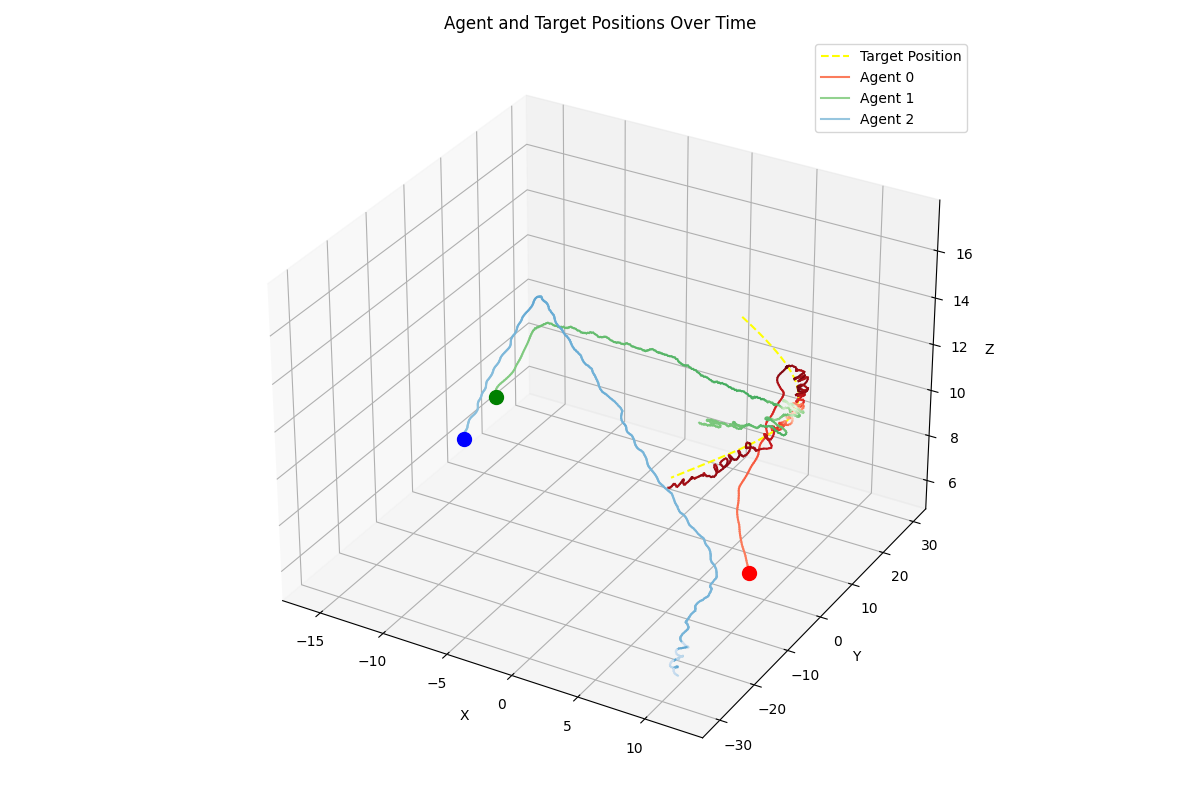 Agent and Target Positions Over Time
Target Position
Agent 0
Agent 1
Agent 2
16
14
12
Z
10
8
6
30
20
10
0
Y
−10
−20
−30
−15
−10
−5
0
5
10
X